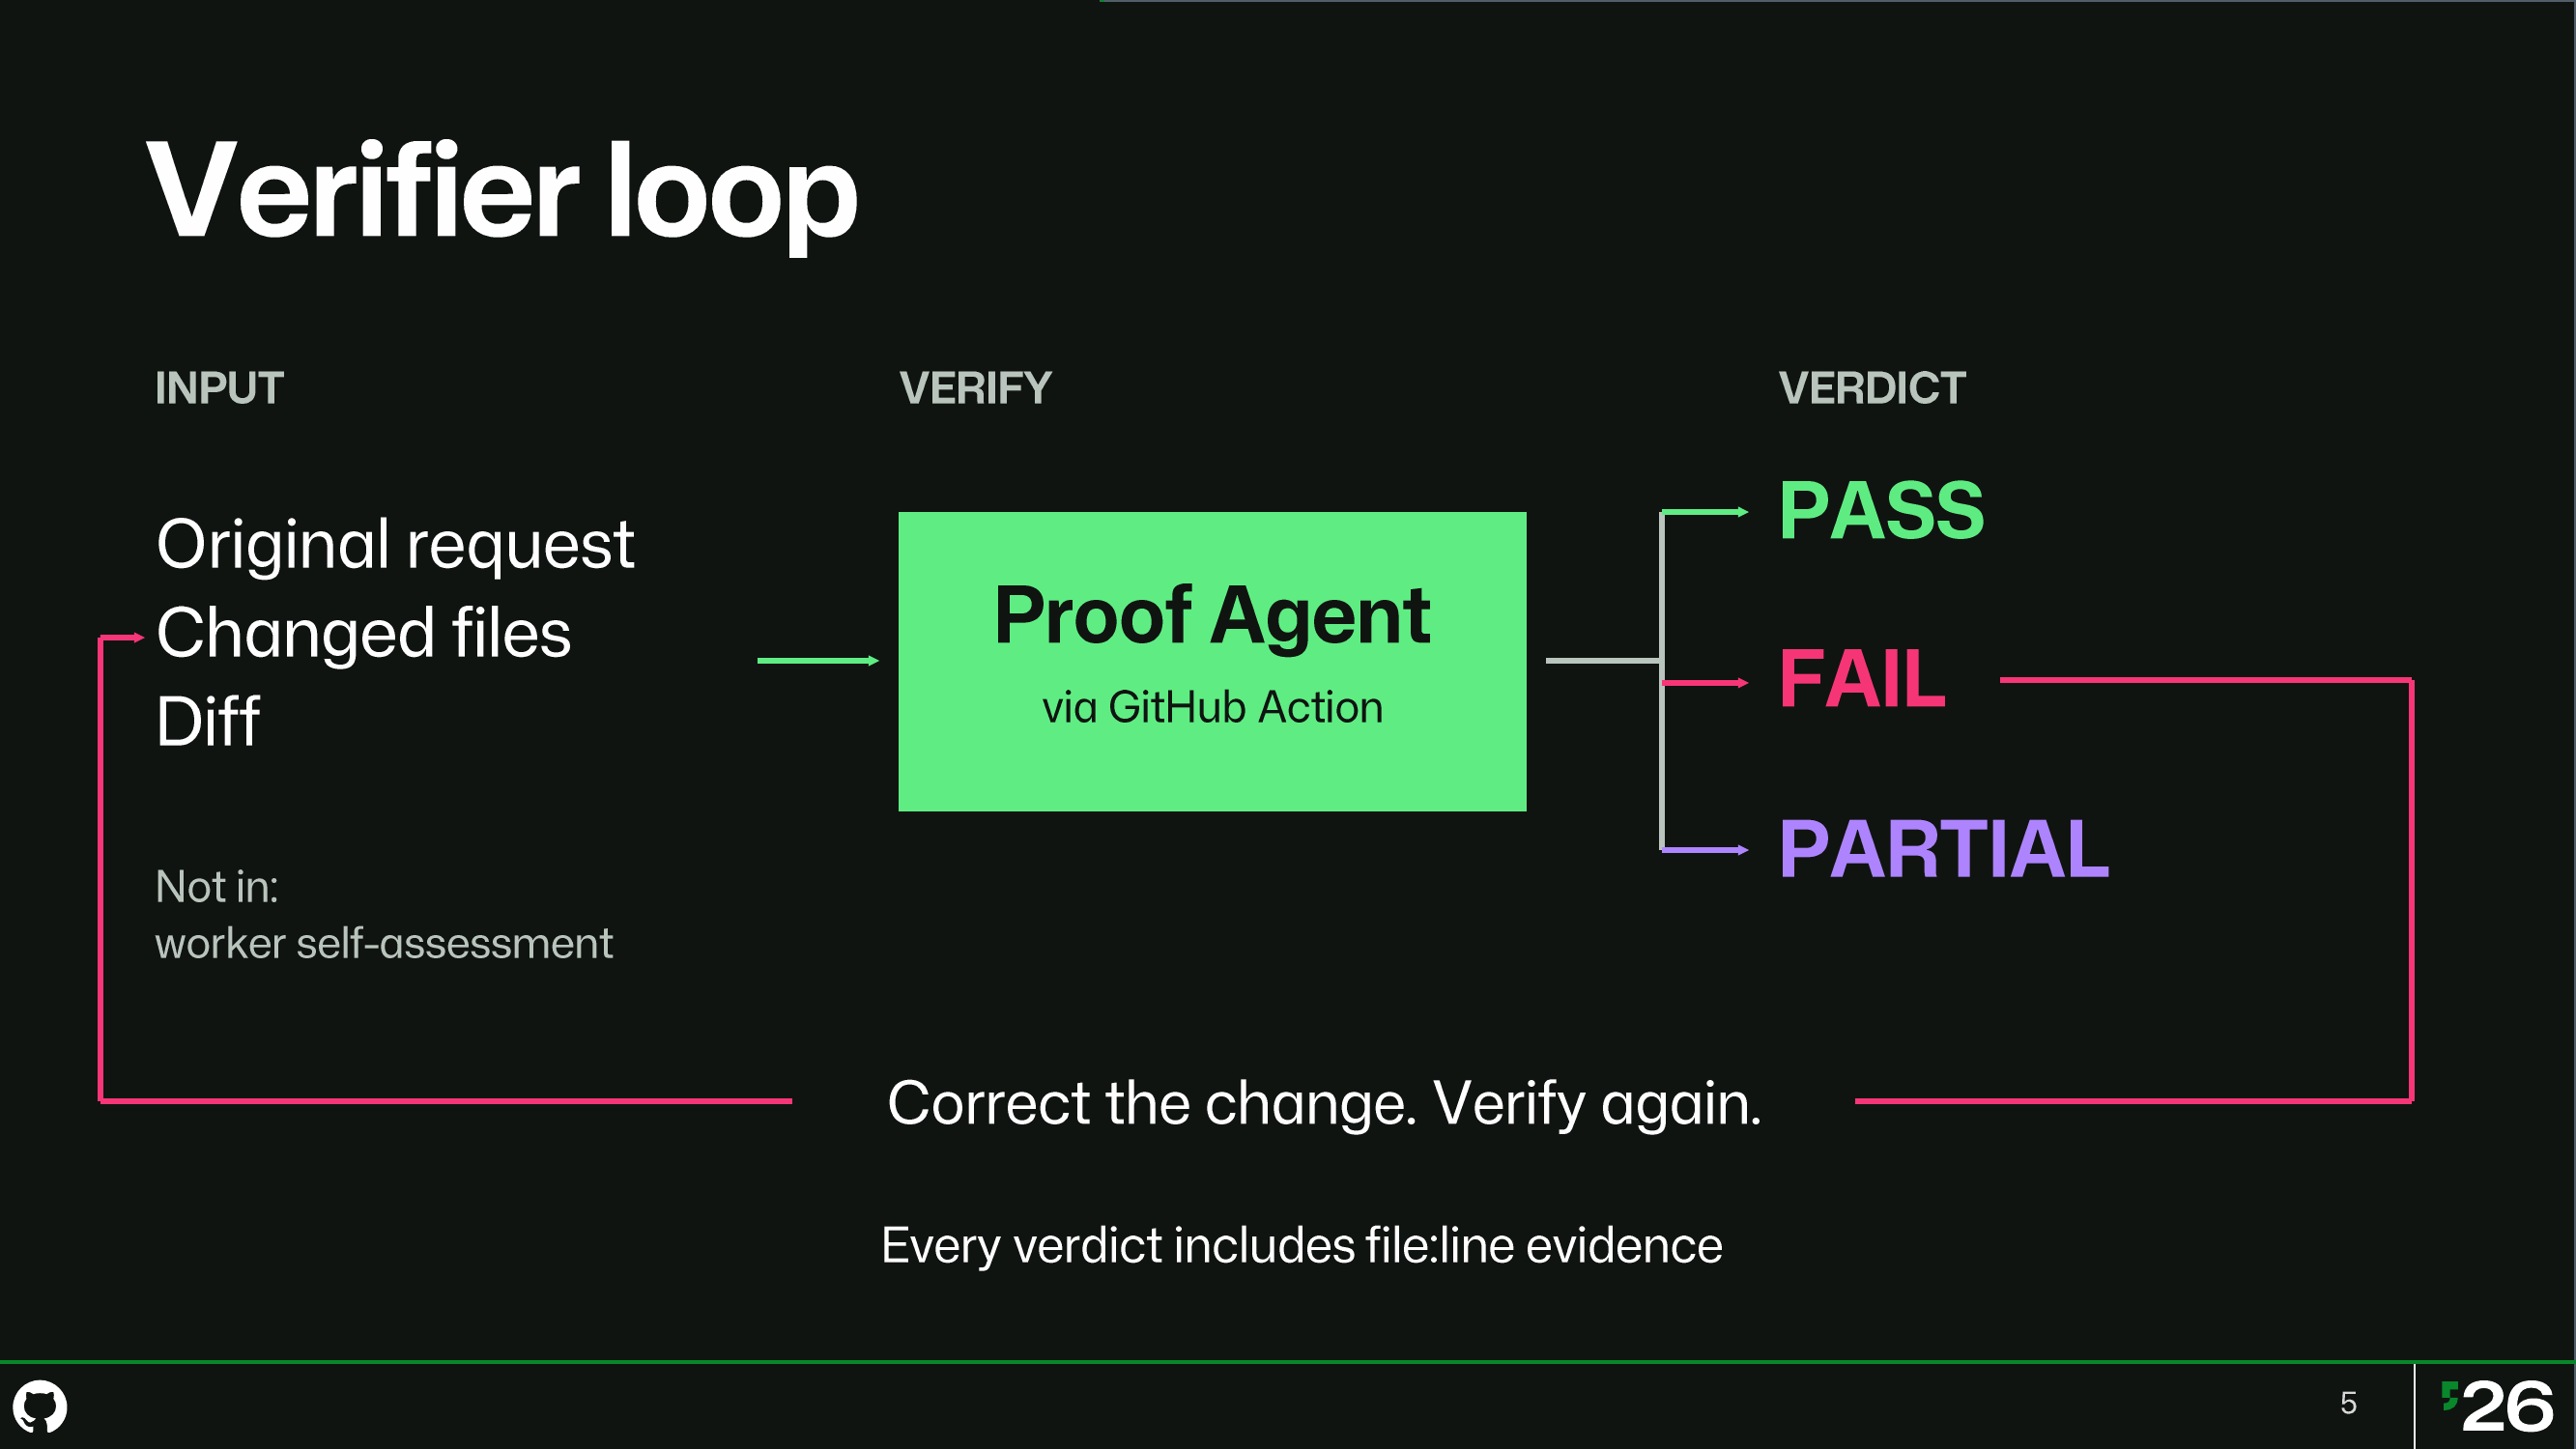 Verifier loop
INPUT
VERIFY
VERDICT
Original request
Changed files
Diff
Not in:
worker self-assessment
Proof Agent
via GitHub Action
PASS
FAIL
PARTIAL
Correct the change. Verify again.
Every verdict includes file:line evidence
5
'26